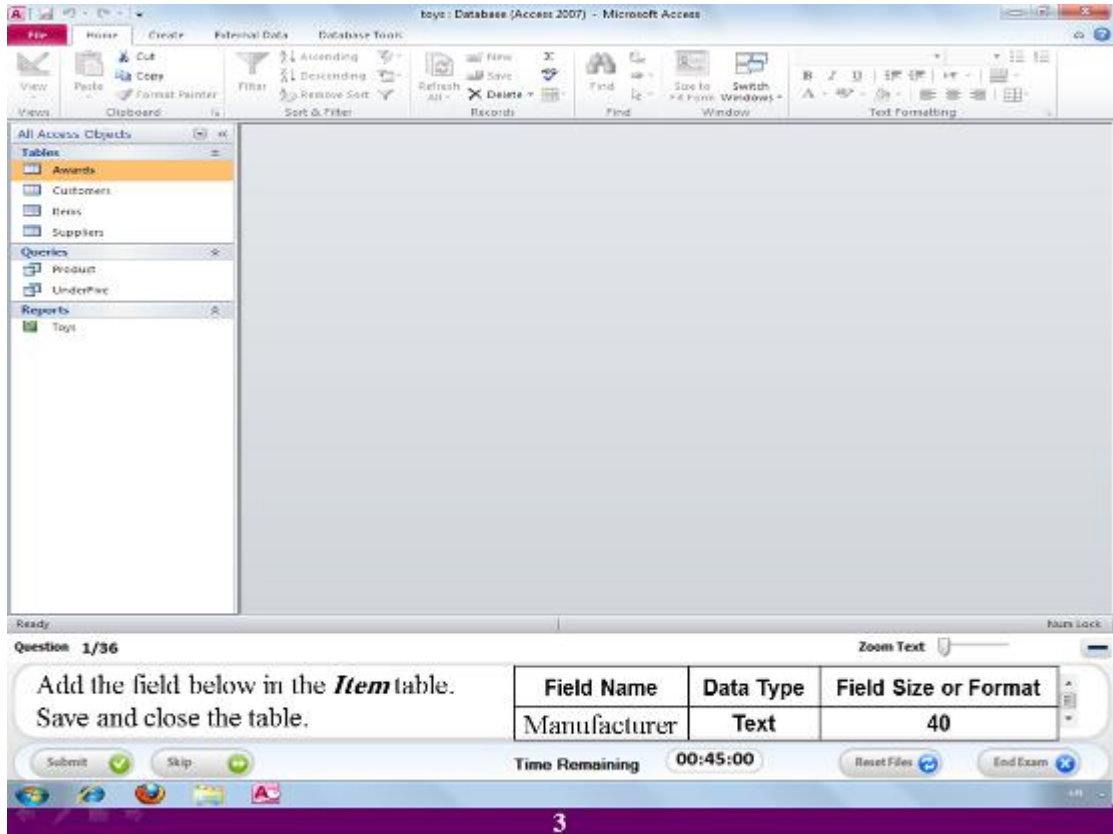 toys : Database (Access 2007) - Microsoft Access
File Home Create External Data Database Tools
View
Views
Paste
Cut
Copy
Format Painter
Clipboard
Filter
Ascending
Descending
Remove Sort
Sort & Filter
Refresh All
New
Save
Delete
Records
Find
Find
Size to Fit Form
Switch Windows
Window
B I U
A
Text Formatting
All Access Objects
Tables
Awards
Customers
Items
Suppliers
Queries
Product
UnderFive
Reports
Toys
Ready
Num Lock
Question 1/36
Zoom Text
Add the field below in the Item table.
Save and close the table.
Field Name Data Type Field Size or Format
Manufacturer Text 40
Submit
Skip
Time Remaining 00:45:00
Reset Files
End Exam
3